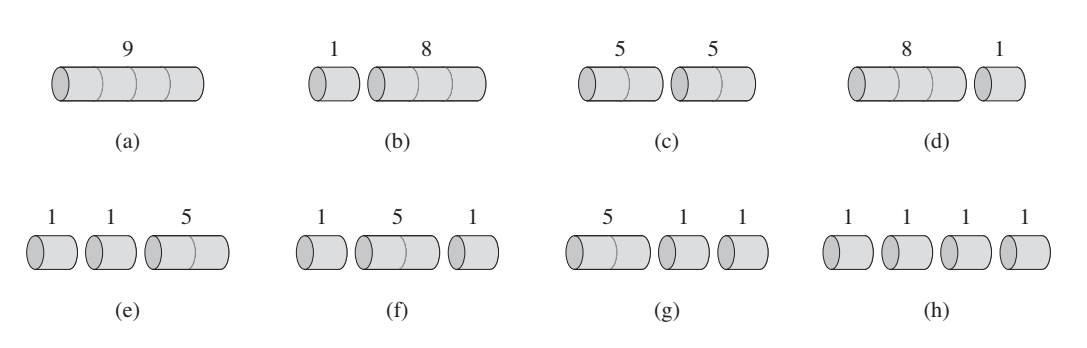 9 1 8 5 5 8 1
(a) (b) (c) (d)
1 1 5 1 5 1 5 1 1 1 1 1 1
(e) (f) (g) (h)